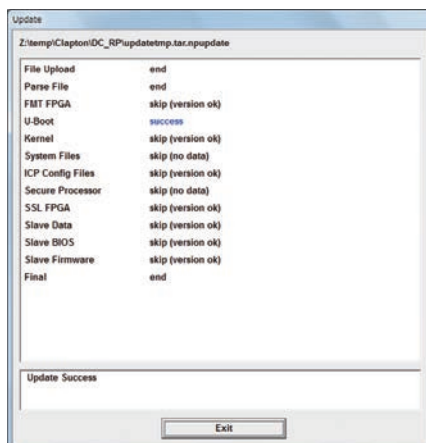 Update
Z:\temp\Clapton\DC_RP\updatetmp.tar.npupdate
File Upload end
Parse File end
FMT FPGA skip (version ok)
U-Boot success
Kernel skip (version ok)
System Files skip (no data)
ICP Config Files skip (version ok)
Secure Processor skip (no data)
SSL FPGA skip (version ok)
Slave Data skip (version ok)
Slave BIOS skip (version ok)
Slave Firmware skip (version ok)
Final end
Update Success
Exit